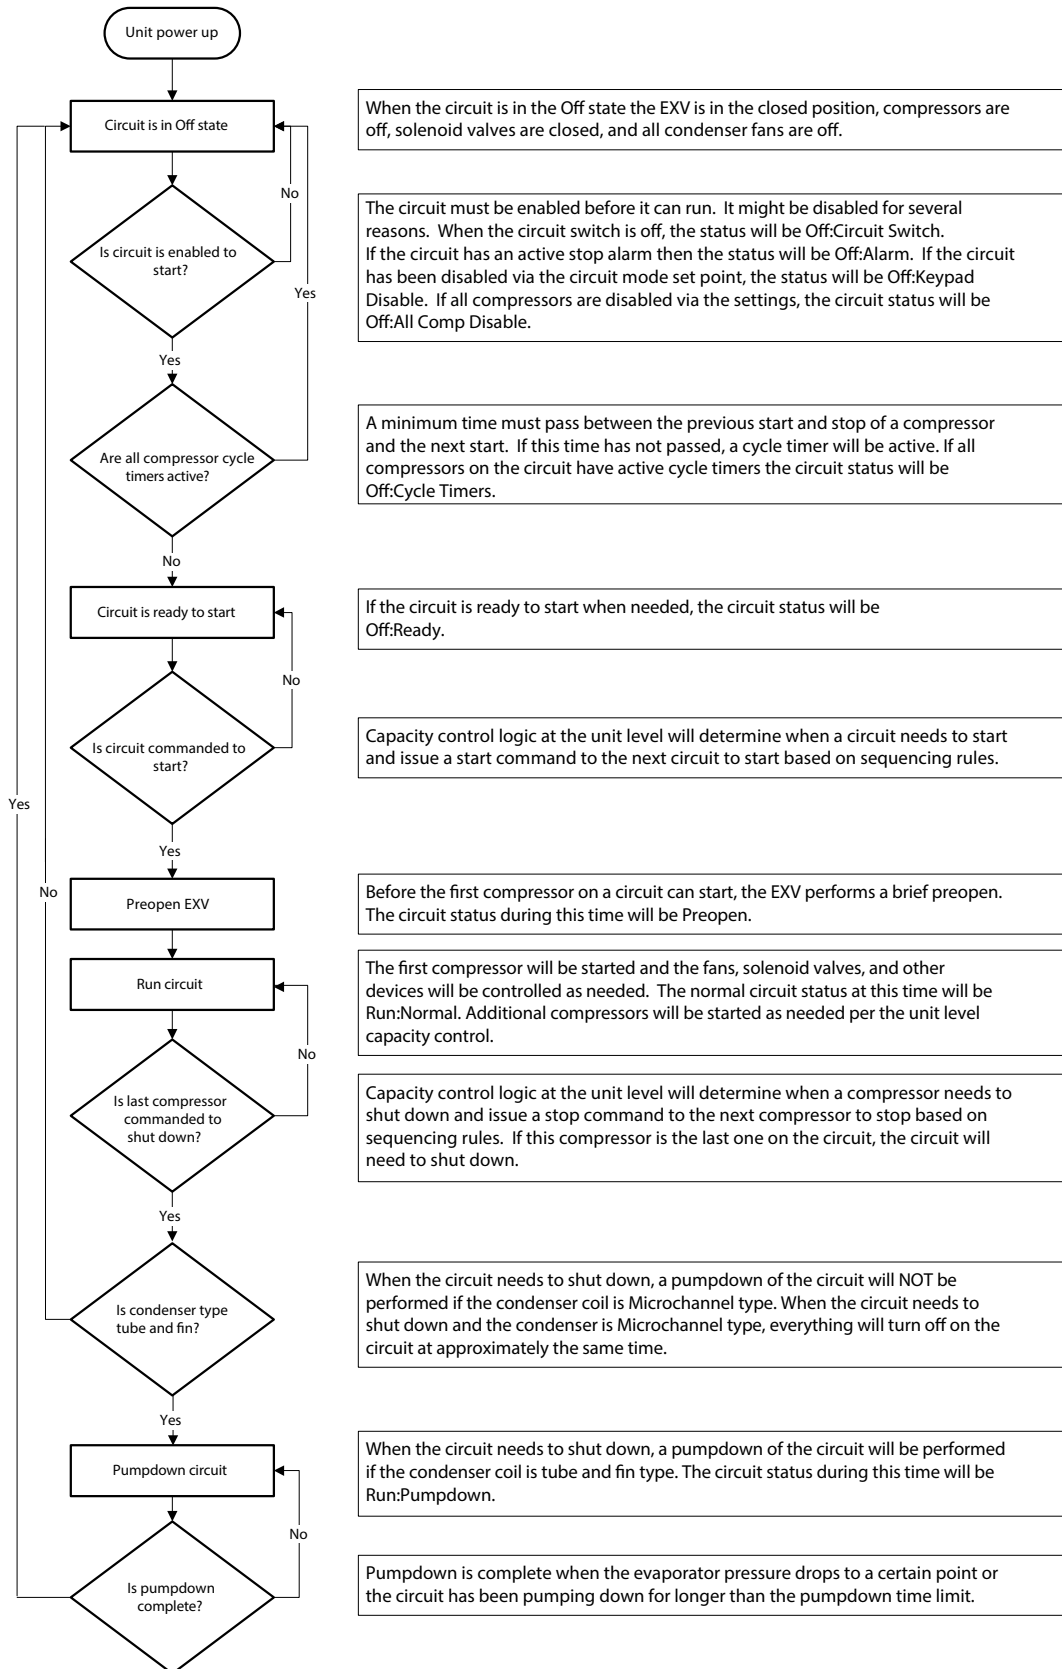 Unit power up
Circuit is in Off state
When the circuit is in the Off state the EXV is in the closed position, compressors are
off, solenoid valves are closed, and all condenser fans are off.
No
Is circuit is enabled to
start?
The circuit must be enabled before it can run.  It might be disabled for several
reasons.  When the circuit switch is off, the status will be Off:Circuit Switch.
If the circuit has an active stop alarm then the status will be Off:Alarm.  If the circuit
has been disabled via the circuit mode set point, the status will be Off:Keypad
Disable.  If all compressors are disabled via the settings, the circuit status will be
Off:All Comp Disable.
Yes
Yes
Are all compressor cycle
timers active?
A minimum time must pass between the previous start and stop of a compressor
and the next start.  If this time has not passed, a cycle timer will be active. If all
compressors on the circuit have active cycle timers the circuit status will be
Off:Cycle Timers.
No
Circuit is ready to start
If the circuit is ready to start when needed, the circuit status will be
Off:Ready.
No
Is circuit commanded to
start?
Capacity control logic at the unit level will determine when a circuit needs to start
and issue a start command to the next circuit to start based on sequencing rules.
Yes
Yes
No
Preopen EXV
Before the first compressor on a circuit can start, the EXV performs a brief preopen.
The circuit status during this time will be Preopen.
Run circuit
The first compressor will be started and the fans, solenoid valves, and other
devices will be controlled as needed.  The normal circuit status at this time will be
Run:Normal. Additional compressors will be started as needed per the unit level
capacity control.
No
Is last compressor
commanded to
shut down?
Capacity control logic at the unit level will determine when a compressor needs to
shut down and issue a stop command to the next compressor to stop based on
sequencing rules.  If this compressor is the last one on the circuit, the circuit will
need to shut down.
Yes
Is condenser type
tube and fin?
When the circuit needs to shut down, a pumpdown of the circuit will NOT be
performed if the condenser coil is Microchannel type. When the circuit needs to
shut down and the condenser is Microchannel type, everything will turn off on the
circuit at approximately the same time.
Yes
Pumpdown circuit
When the circuit needs to shut down, a pumpdown of the circuit will be performed
if the condenser coil is tube and fin type. The circuit status during this time will be
Run:Pumpdown.
No
Is pumpdown
complete?
Pumpdown is complete when the evaporator pressure drops to a certain point or
the circuit has been pumping down for longer than the pumpdown time limit.